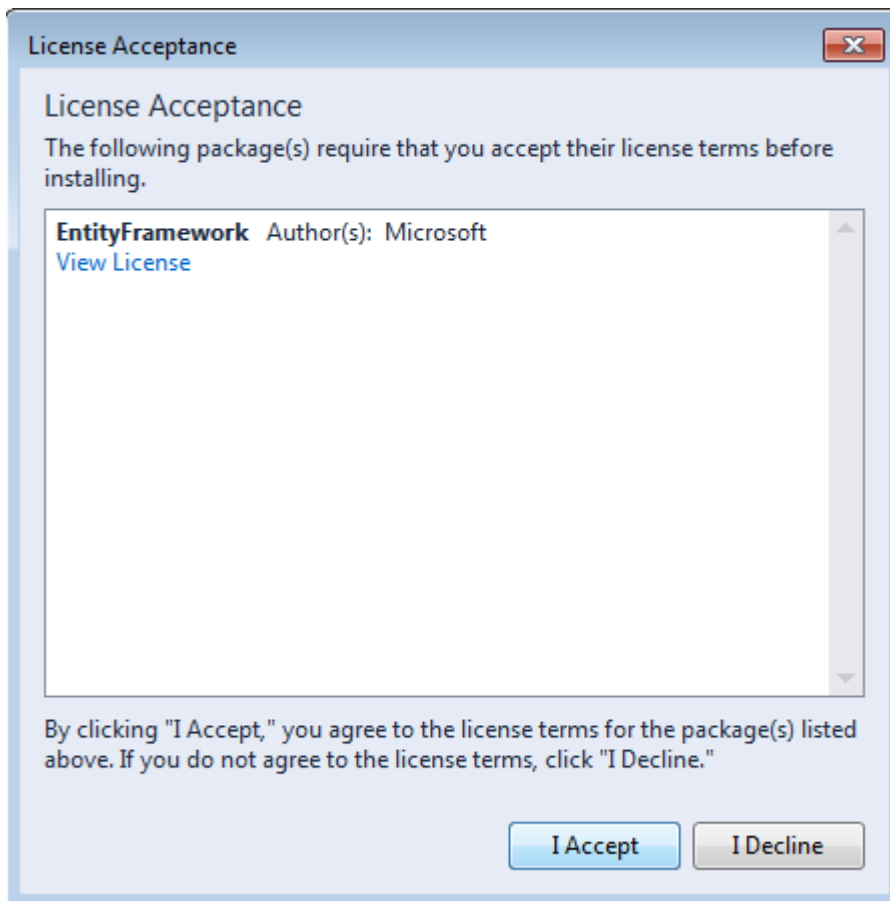 License Acceptance
License Acceptance
The following package(s) require that you accept their license terms before
installing.
EntityFramework Author(s): Microsoft
View License
By clicking "I Accept," you agree to the license terms for the package(s) listed
above. If you do not agree to the license terms, click "I Decline."
I Accept I Decline